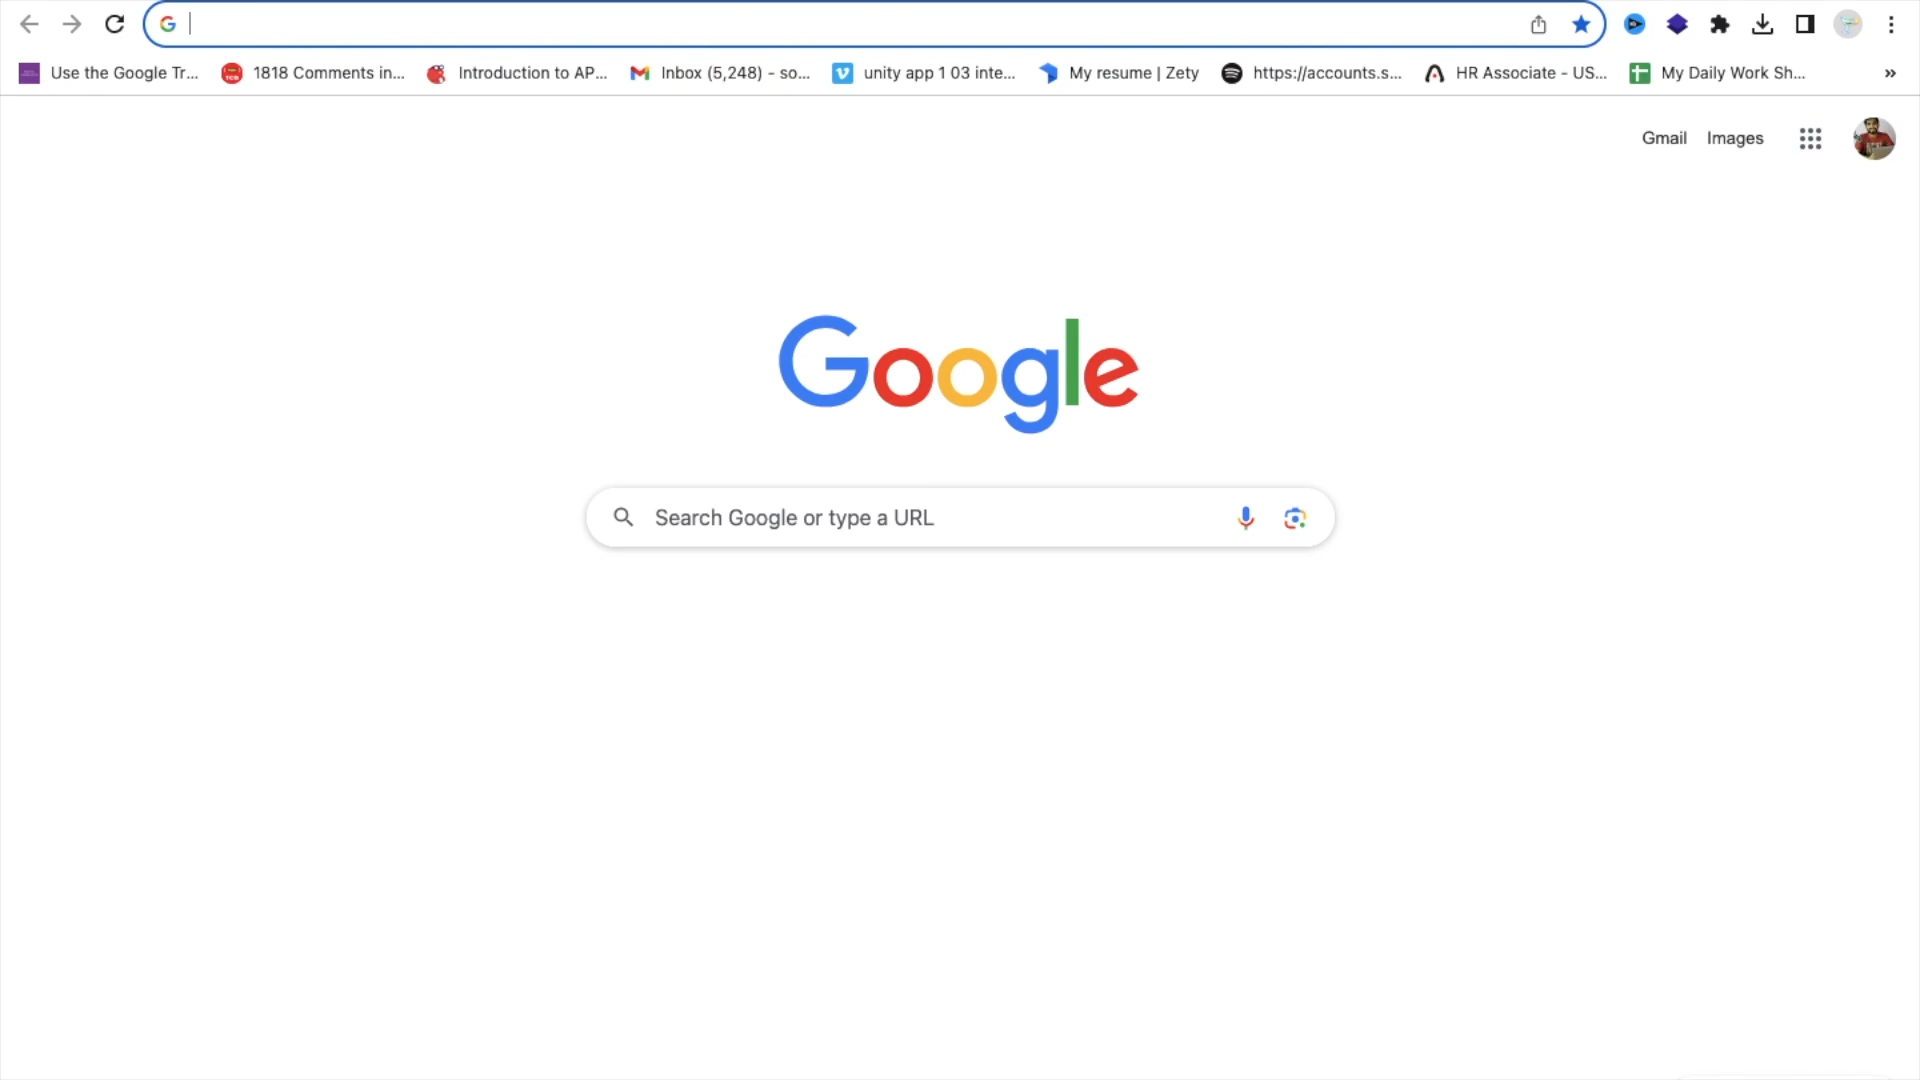 Use the Google Tr... 1818 Comments in... Introduction to AP... Inbox (5,248) - so... unity app 1 03 inte... My resume | Zety https://accounts.s... HR Associate - US... My Daily Work Sh... »
Gmail Images
Google
Search Google or type a URL